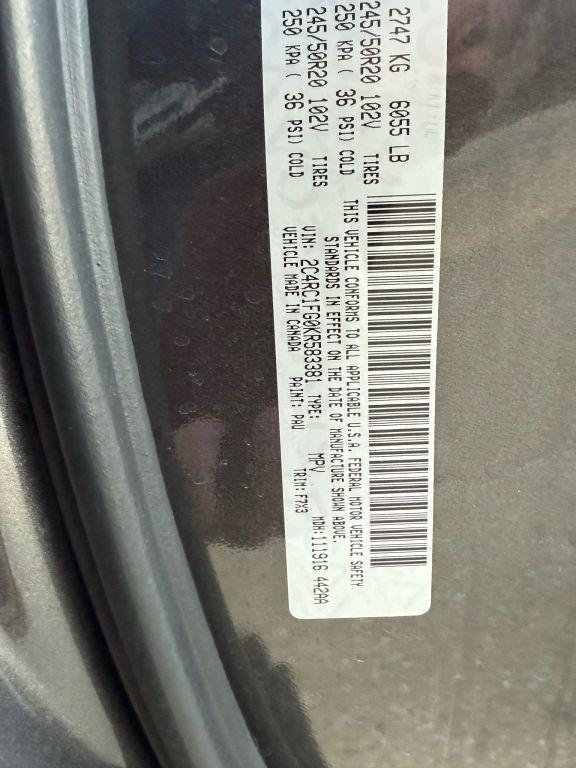 2747 KG 6055 LB
245/50R20 102V TIRES
250 KPA ( 36 PSI) COLD
245/50R20 102V TIRES
250 KPA ( 36 PSI) COLD
THIS VEHICLE CONFORMS TO ALL APPLICABLE U.S.A. FEDERAL MOTOR VEHICLE SAFETY
STANDARDS IN EFFECT ON THE DATE OF MANUFACTURE SHOWN ABOVE.
VIN: 2C4RC1FG0KR583381 TYPE: MPV MDH:111916 442AA
VEHICLE MADE IN CANADA PAINT: PAU TRIM: F7X3